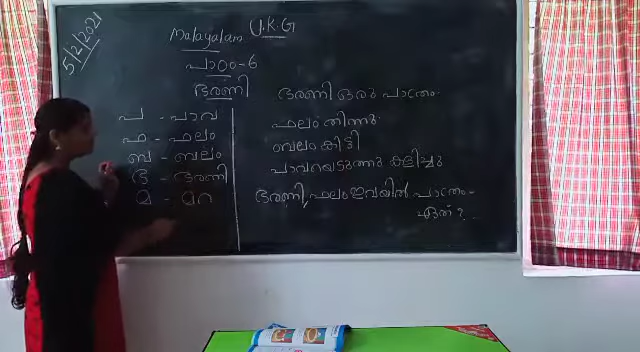 5/2/2021
Malayalam U.K.G
പാഠം-6
ഭരണി
പ - പാവ
ഫ - ഫലം
ബ - ബലം
ഭ - ഭരണി
മ - മറ
ഭരണി ഒരു പാത്രം.
ഫലം തിന്നു.
ബലം കിട്ടി
പാവയെടുത്തു കളിച്ചു
ഭരണി, ഫലം ഇവയിൽ പാത്രം
ഏത് ?